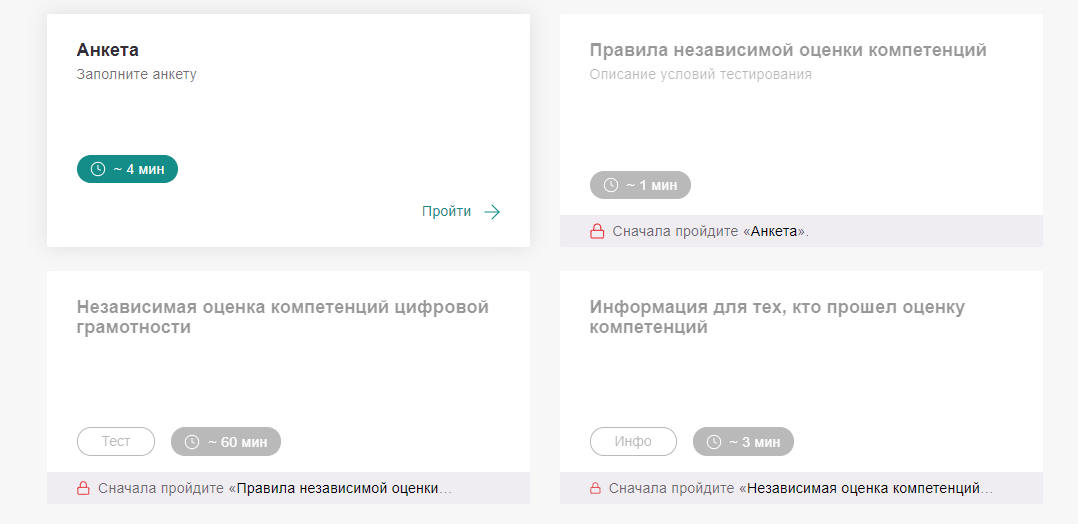 Анкета
Заполните анкету
~ 4 мин
Пройти
Правила независимой оценки компетенций
Описание условий тестирования
~ 1 мин
Сначала пройдите «Анкета».
Независимая оценка компетенций цифровой
грамотности
Тест
~ 60 мин
Сначала пройдите «Правила независимой оценки...
Информация для тех, кто прошел оценку
компетенций
Инфо
~ 3 мин
Сначала пройдите «Независимая оценка компетенций...